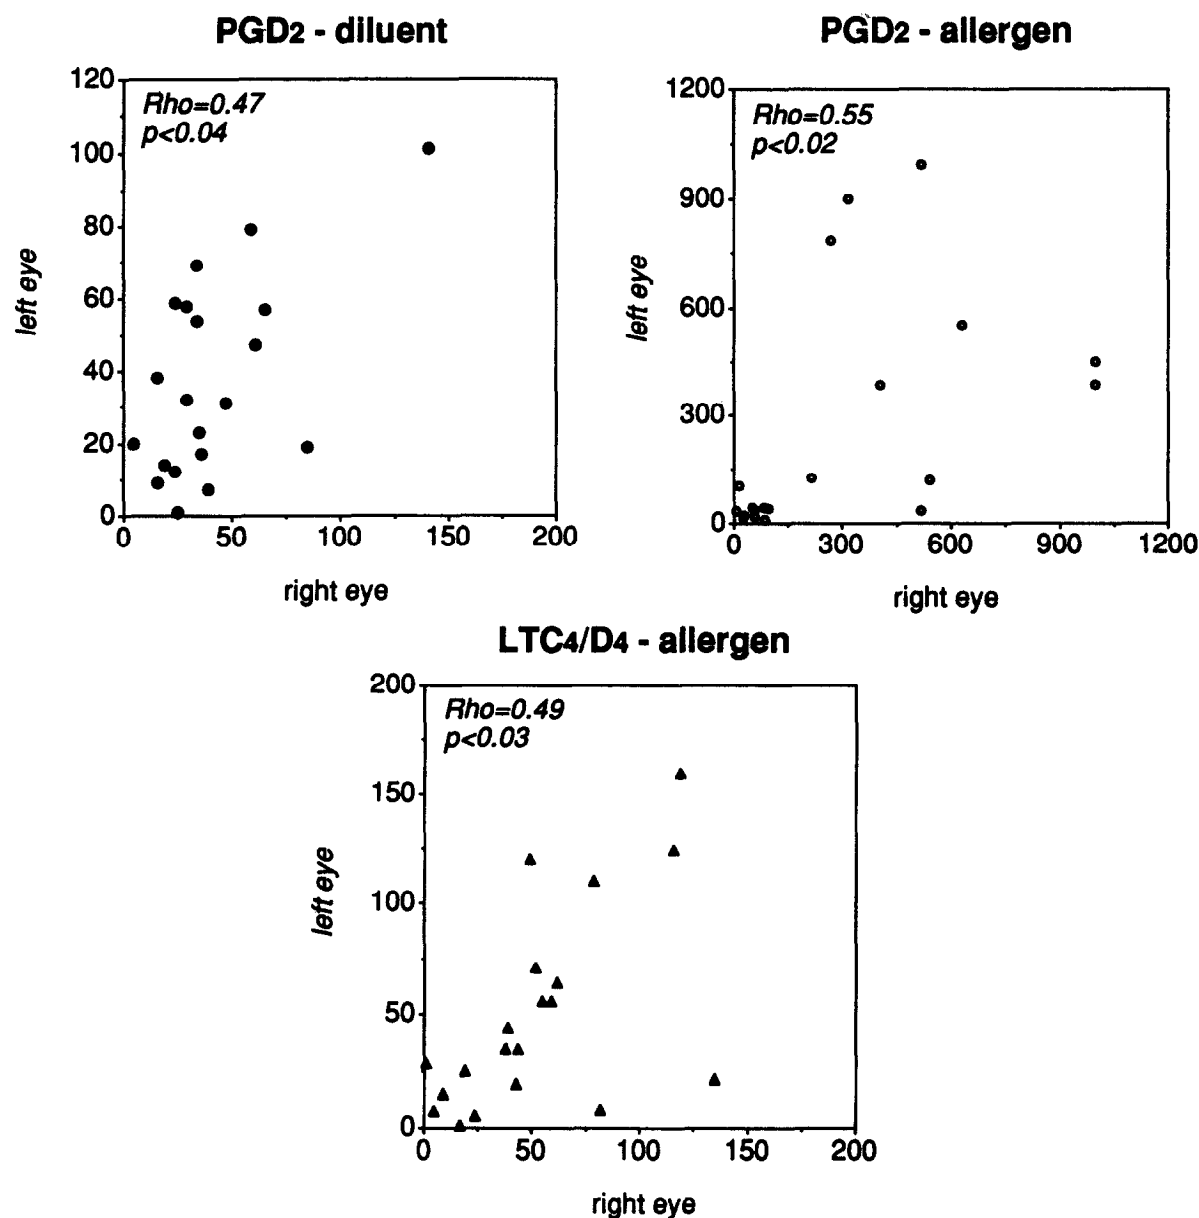 PGD2 - diluent
PGD2 - allergen
120
100
80
60
40
20
0
Rho=0.47
p<0.04
left eye
0 50 100 150 200
right eye
1200
900
600
300
0
Rho=0.55
p<0.02
left eye
0 300 600 900 1200
right eye
LTC4/D4 - allergen
200
150
100
50
0
Rho=0.49
p<0.03
left eye
0 50 100 150 200
right eye